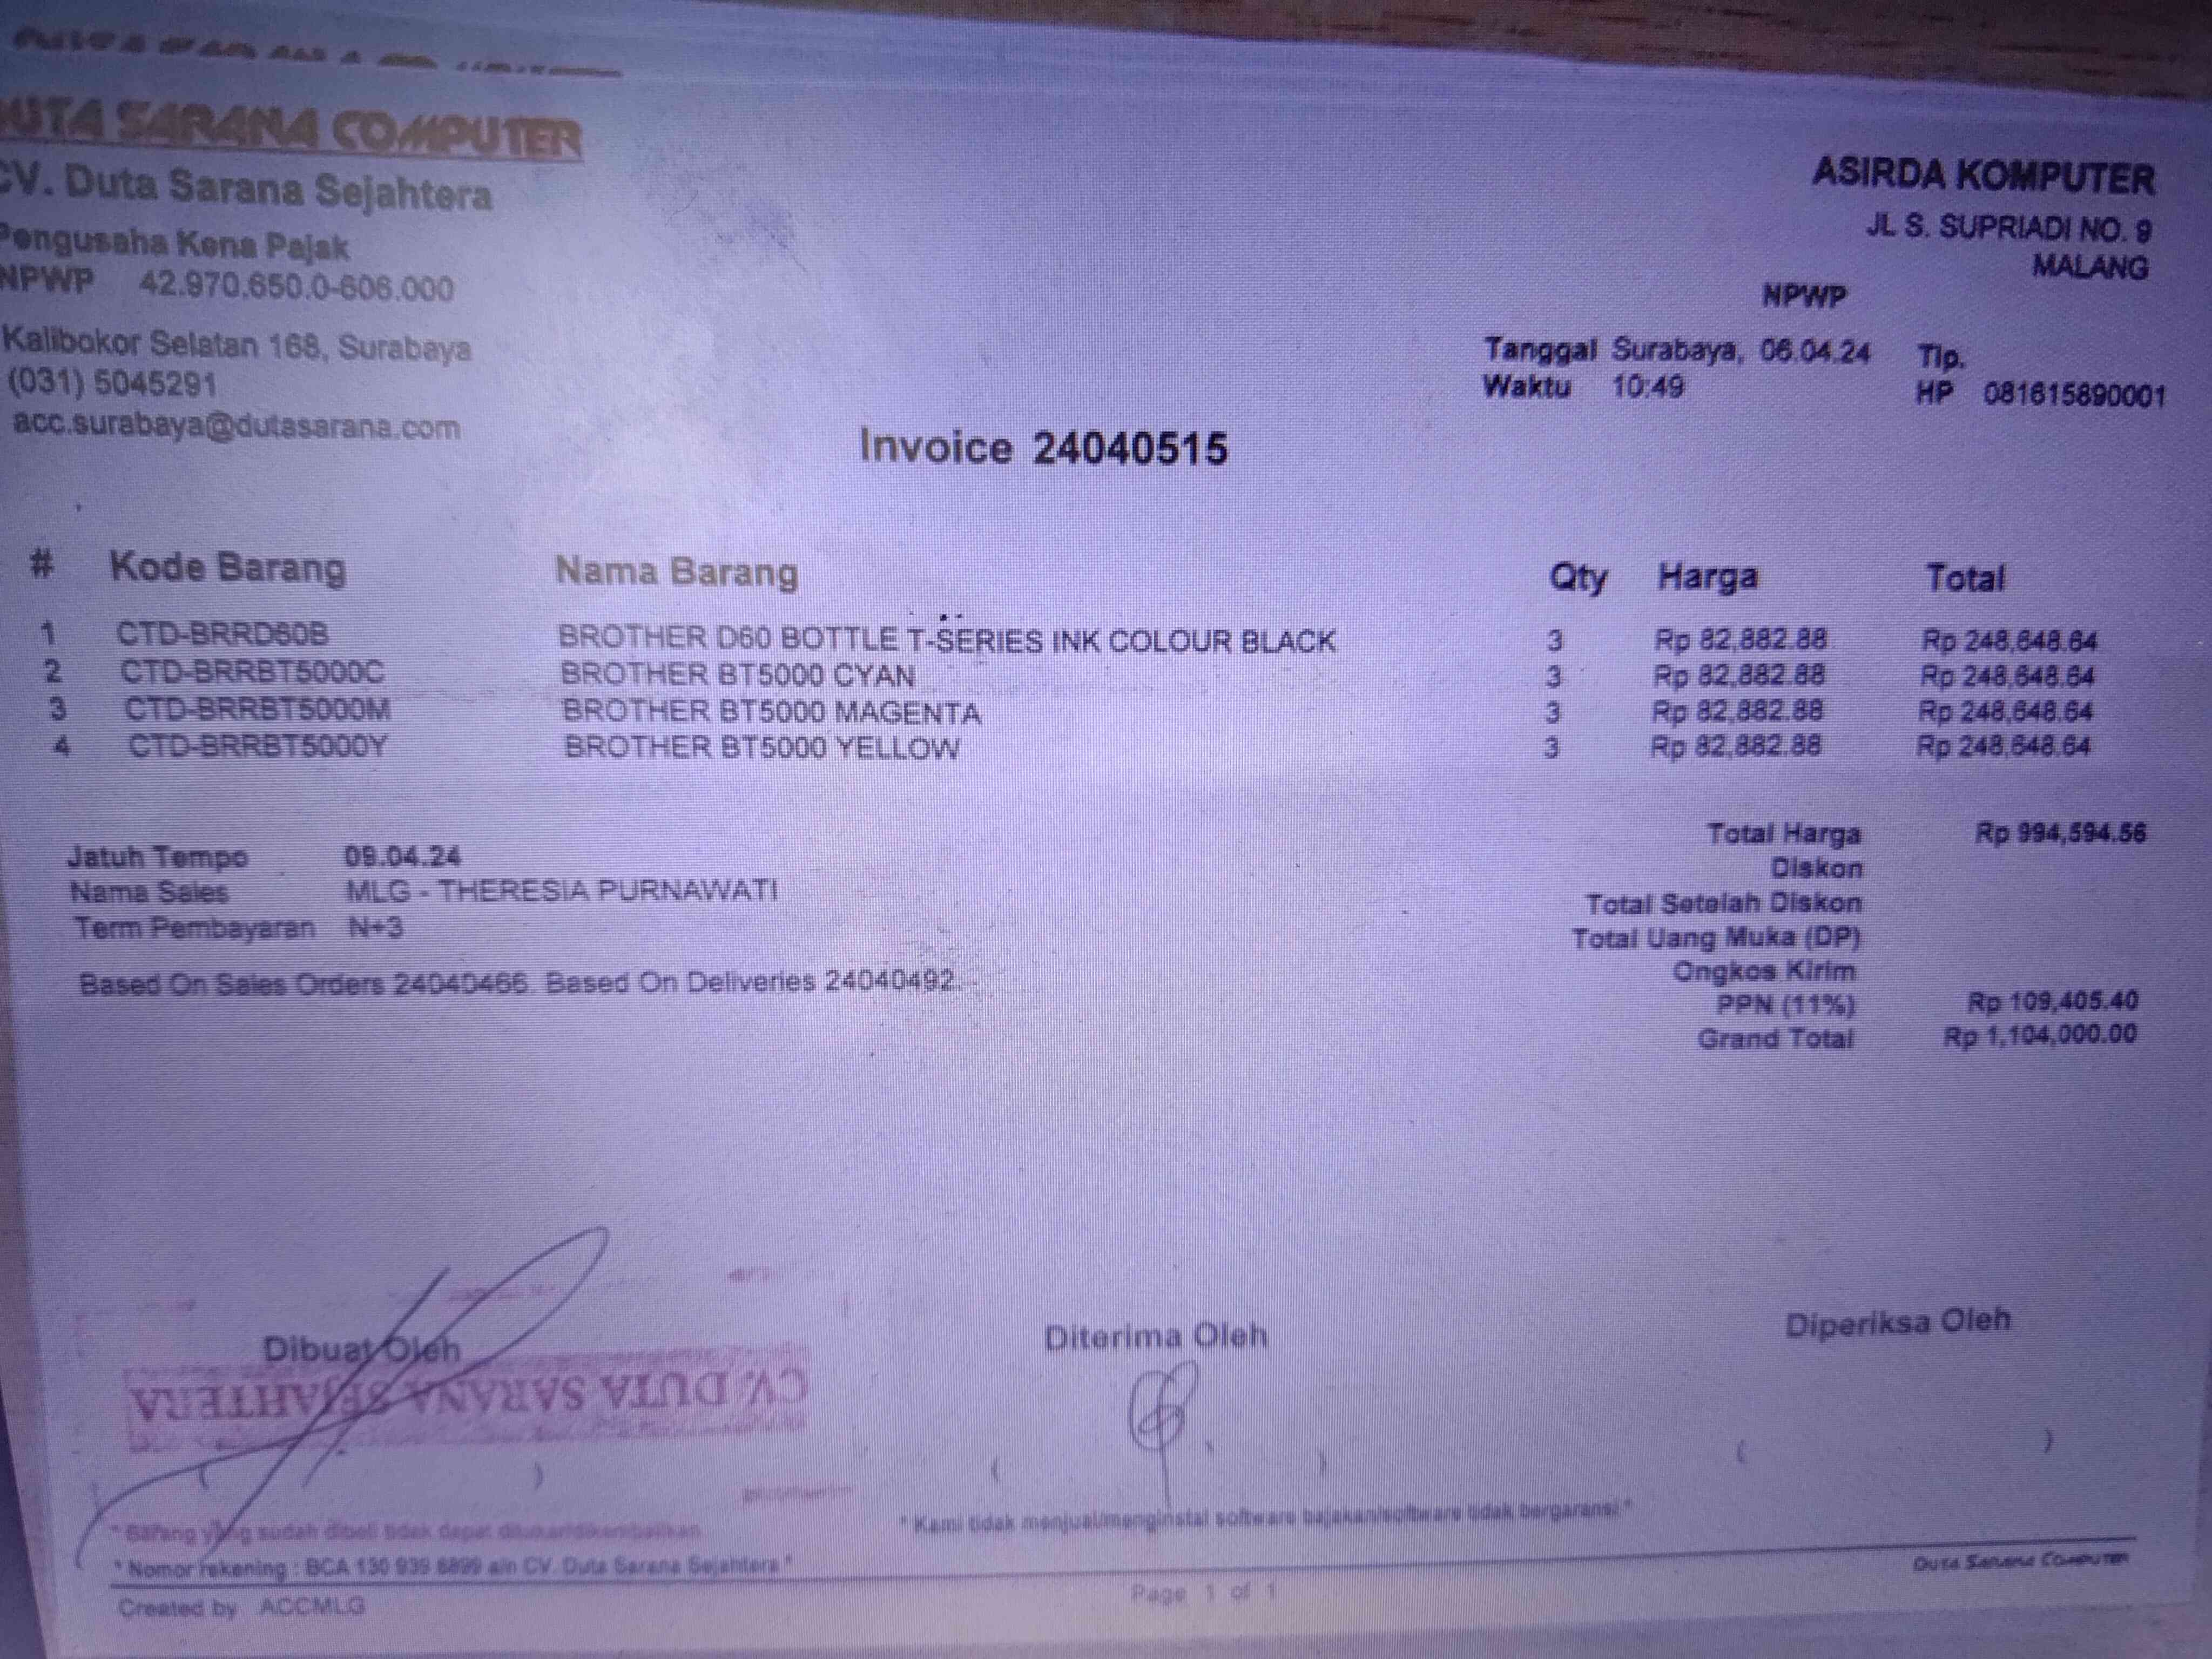 DUTA SARANA COMPUTER
CV. Duta Sarana Sejahtera
Pengusaha Kena Pajak
NPWP 42.970.650.0-606.000
Kalibokor Selatan 168, Surabaya
(031) 5045291
acc.surabaya@dutasarana.com
ASIRDA KOMPUTER
JL S. SUPRIADI NO. 9
MALANG
NPWP
Tanggal Surabaya, 06.04.24 Tlp.
Waktu 10:49 HP 081615890001
Invoice 24040515
# Kode Barang Nama Barang Qty Harga Total
1 CTD-BRRD60B BROTHER D60 BOTTLE T-SERIES INK COLOUR BLACK 3 Rp 82,882.88 Rp 248,648.64
2 CTD-BRRBT5000C BROTHER BT5000 CYAN 3 Rp 82,882.88 Rp 248,648.64
3 CTD-BRRBT5000M BROTHER BT5000 MAGENTA 3 Rp 82,882.88 Rp 248,648.64
4 CTD-BRRBT5000Y BROTHER BT5000 YELLOW 3 Rp 82,882.88 Rp 248,648.64
Jatuh Tempo 09.04.24
Nama Sales MLG - THERESIA PURNAWATI
Term Pembayaran N+3
Based On Sales Orders 24040466. Based On Deliveries 24040492.
Total Harga Rp 994,594.56
Diskon
Total Setelah Diskon
Total Uang Muka (DP)
Ongkos Kirim
PPN (11%) Rp 109,405.40
Grand Total Rp 1,104,000.00
Dibuat Oleh Diterima Oleh Diperiksa Oleh
CV. DUTA SARANA SEJAHTERA
( ) ( ) ( )
* Barang yang sudah dibeli tidak dapat ditukar/dikembalikan
* Kami tidak menjual/menginstal software bajakan/software tidak bergaransi *
* Nomor rekening : BCA 130 939 6899 a/n CV. Duta Sarana Sejahtera *
DUTA SARANA COMPUTER
Created by ACCMLG
Page 1 of 1